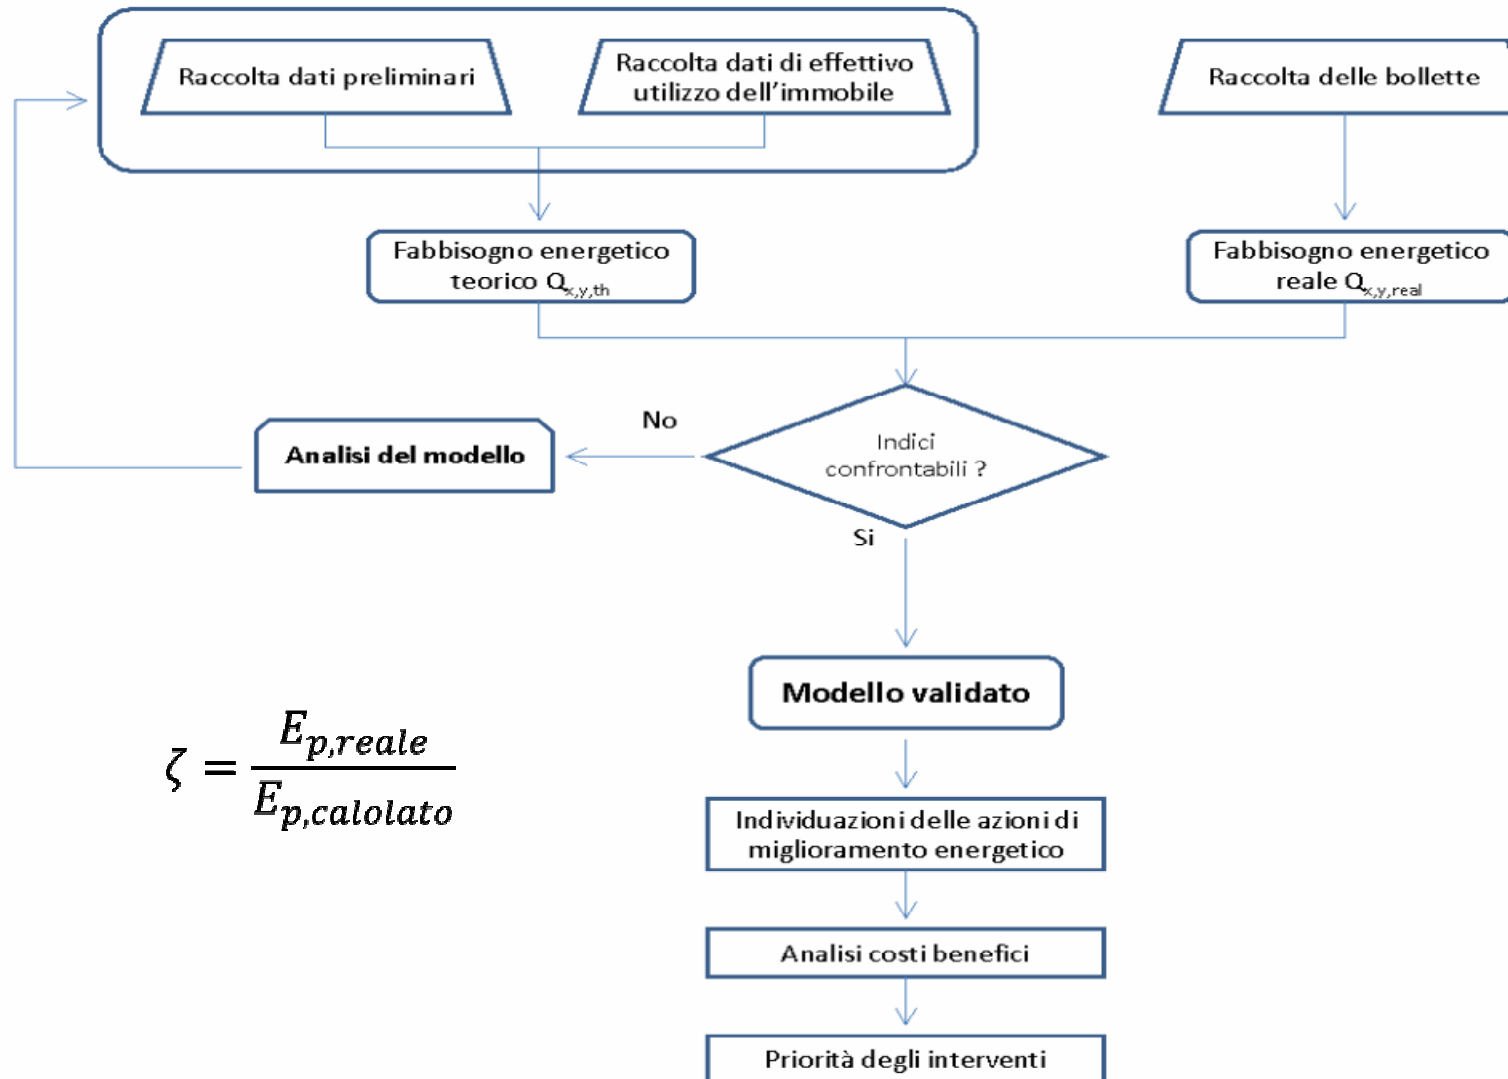 Raccolta dati preliminari
Raccolta dati di effettivo
utilizzo dell'immobile
Raccolta delle bollette
Fabbisogno energetico
teorico Qx,y,th
Fabbisogno energetico
reale Qx,y,real
No
Indici
confrontabili ?
Analisi del modello
Si
Modello validato
ζ = Ep,reale / Ep,calolato
Individuazioni delle azioni di
miglioramento energetico
Analisi costi benefici
Priorità degli interventi